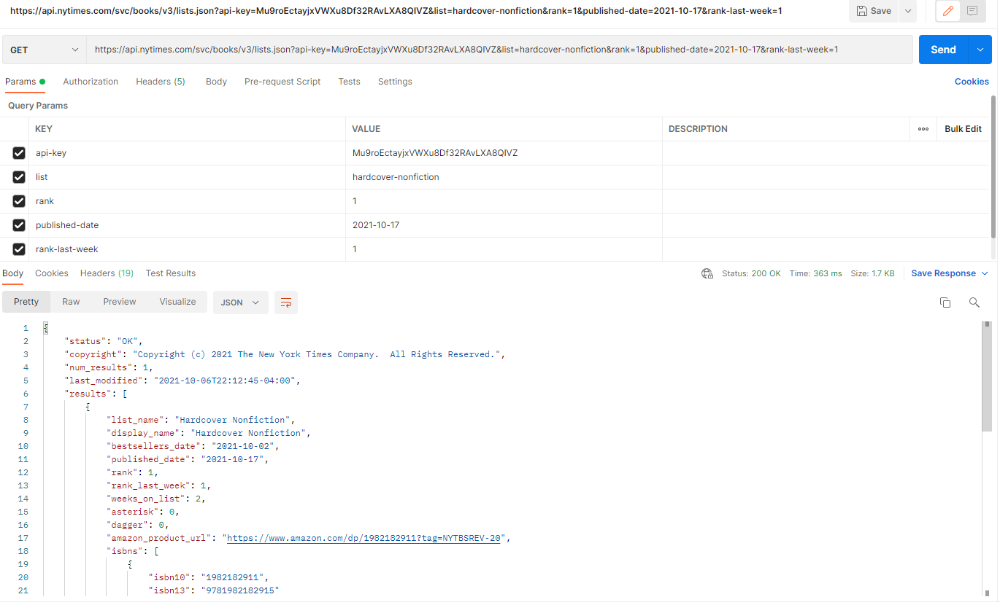 https://api.nytimes.com/svc/books/v3/lists.json?api-key=Mu9roEctayjxVWXu8Df32RAvLXA8QIVZ&list=hardcover-nonfiction&rank=1&published-date=2021-10-17&rank-last-week=1
Save
GET
https://api.nytimes.com/svc/books/v3/lists.json?api-key=Mu9roEctayjxVWXu8Df32RAvLXA8QIVZ&list=hardcover-nonfiction&rank=1&published-date=2021-10-17&rank-last-week=1
Send
Params Authorization Headers (5) Body Pre-request Script Tests Settings Cookies
Query Params
KEY VALUE DESCRIPTION Bulk Edit
api-key Mu9roEctayjxVWXu8Df32RAvLXA8QIVZ
list hardcover-nonfiction
rank 1
published-date 2021-10-17
rank-last-week 1
Body Cookies Headers (19) Test Results Status: 200 OK Time: 363 ms Size: 1.7 KB Save Response
Pretty Raw Preview Visualize JSON
1 {
2 "status": "OK",
3 "copyright": "Copyright (c) 2021 The New York Times Company.  All Rights Reserved.",
4 "num_results": 1,
5 "last_modified": "2021-10-06T22:12:45-04:00",
6 "results": [
7 {
8 "list_name": "Hardcover Nonfiction",
9 "display_name": "Hardcover Nonfiction",
10 "bestsellers_date": "2021-10-02",
11 "published_date": "2021-10-17",
12 "rank": 1,
13 "rank_last_week": 1,
14 "weeks_on_list": 2,
15 "asterisk": 0,
16 "dagger": 0,
17 "amazon_product_url": "https://www.amazon.com/dp/1982182911?tag=NYTBSREV-20",
18 "isbns": [
19 {
20 "isbn10": "1982182911",
21 "isbn13": "9781982182915"